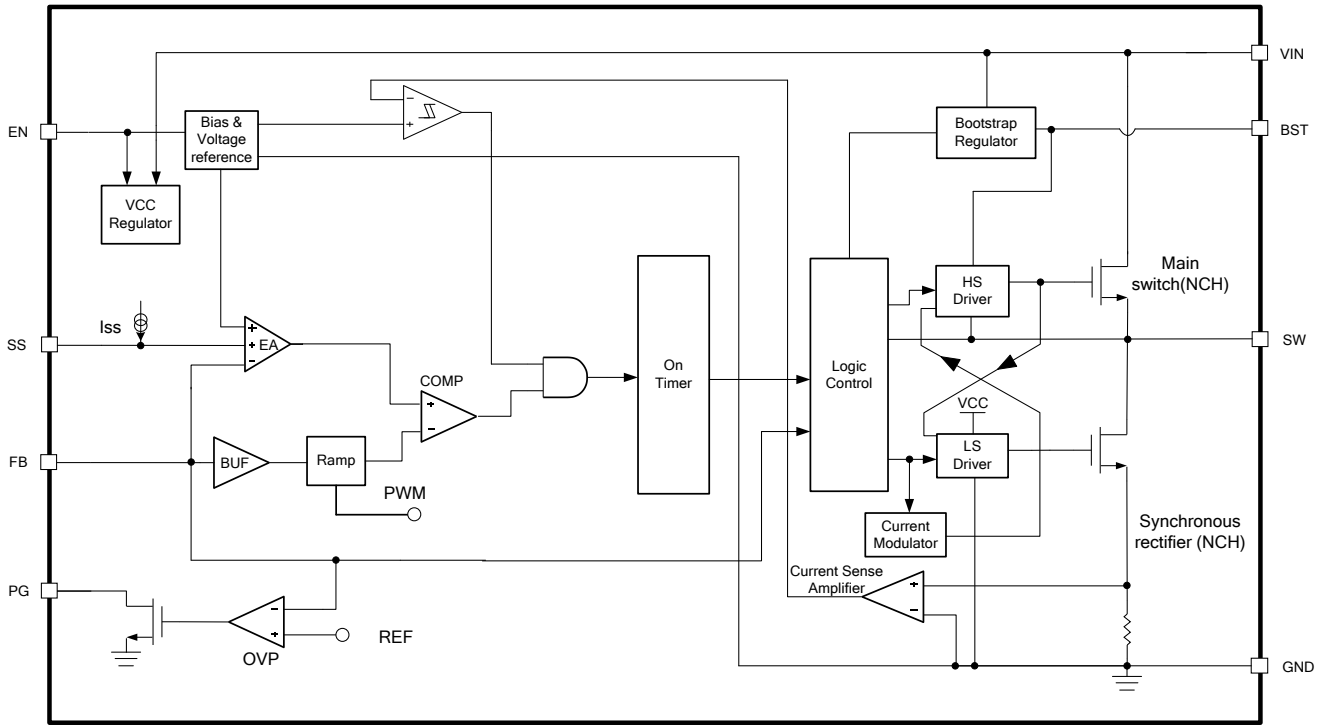 VIN
EN
Bias &
Voltage
reference
Bootstrap
Regulator
BST
VCC
Regulator
Main
switch(NCH)
HS
Driver
Iss
SS
EA
SW
On
Timer
Logic
Control
COMP
VCC
LS
Driver
FB
BUF
Ramp
PWM
Current
Modulator
Synchronous
rectifier (NCH)
Current Sense
Amplifier
PG
REF
OVP
GND